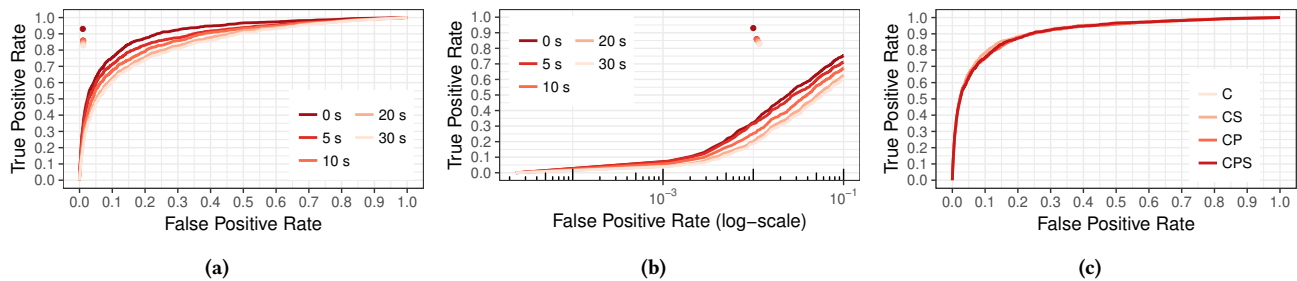 True Positive Rate
1.0
0.9
0.8
0.7
0.6
0.5
0.4
0.3
0.2
0.1
0.0
0 s 20 s
5 s 30 s
10 s
0.0 0.1 0.2 0.3 0.4 0.5 0.6 0.7 0.8 0.9 1.0
False Positive Rate
(a)
True Positive Rate
1.0
0.9
0.8
0.7
0.6
0.5
0.4
0.3
0.2
0.1
0.0
0 s 20 s
5 s 30 s
10 s
10⁻³ 10⁻¹
False Positive Rate (log−scale)
(b)
True Positive Rate
1.0
0.9
0.8
0.7
0.6
0.5
0.4
0.3
0.2
0.1
0.0
C
CS
CP
CPS
0.0 0.1 0.2 0.3 0.4 0.5 0.6 0.7 0.8 0.9 1.0
False Positive Rate
(c)